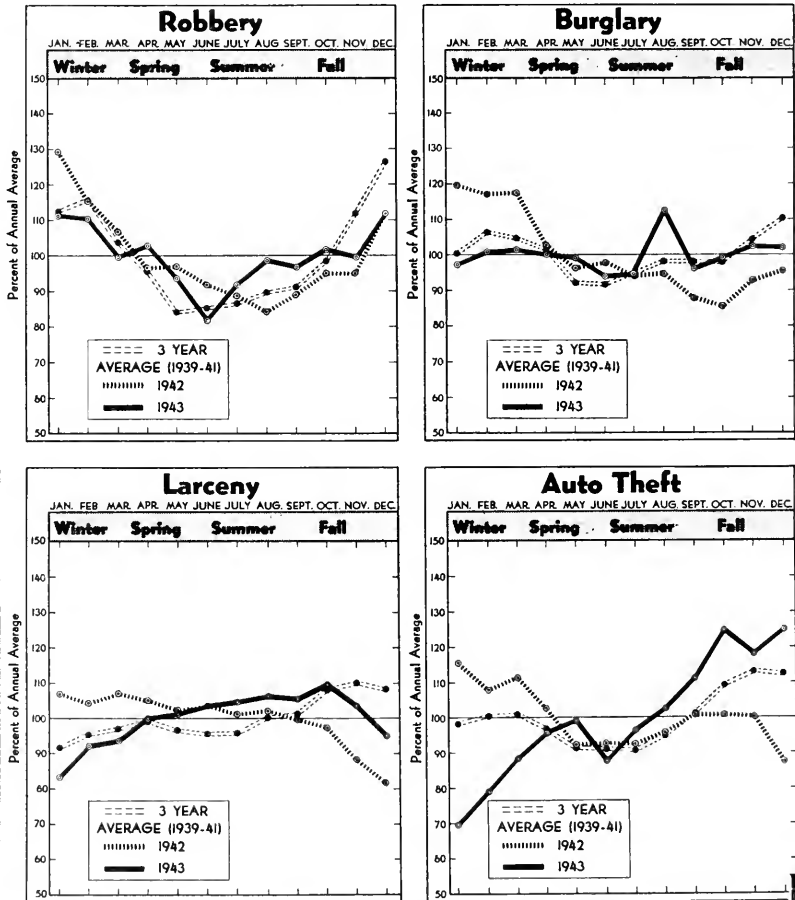 Robbery
JAN. FEB. MAR. APR. MAY JUNE JULY AUG. SEPT. OCT. NOV. DEC.
Winter Spring Summer Fall
150
140
130
120
110
100
90
80
70
60
50
Percent of Annual Average
3 YEAR
AVERAGE (1939-41)
1942
1943
Burglary
JAN. FEB. MAR. APR. MAY JUNE JULY AUG. SEPT. OCT. NOV. DEC.
Winter Spring Summer Fall
150
140
130
120
110
100
90
80
70
60
50
Percent of Annual Average
3 YEAR
AVERAGE (1939-41)
1942
1943
Larceny
JAN. FEB MAR. APR. MAY JUNE JULY AUG. SEPT. OCT. NOV. DEC.
Winter Spring Summer Fall
150
140
130
120
110
100
90
80
70
60
50
Percent of Annual Average
3 YEAR
AVERAGE (1939-41)
1942
1943
Auto Theft
JAN. FEB. MAR. APR. MAY JUNE JULY AUG. SEPT. OCT. NOV. DEC.
Winter Spring Summer Fall
150
140
130
120
110
100
90
80
70
60
50
Percent of Annual Average
3 YEAR
AVERAGE (1939-41)
1942
1943